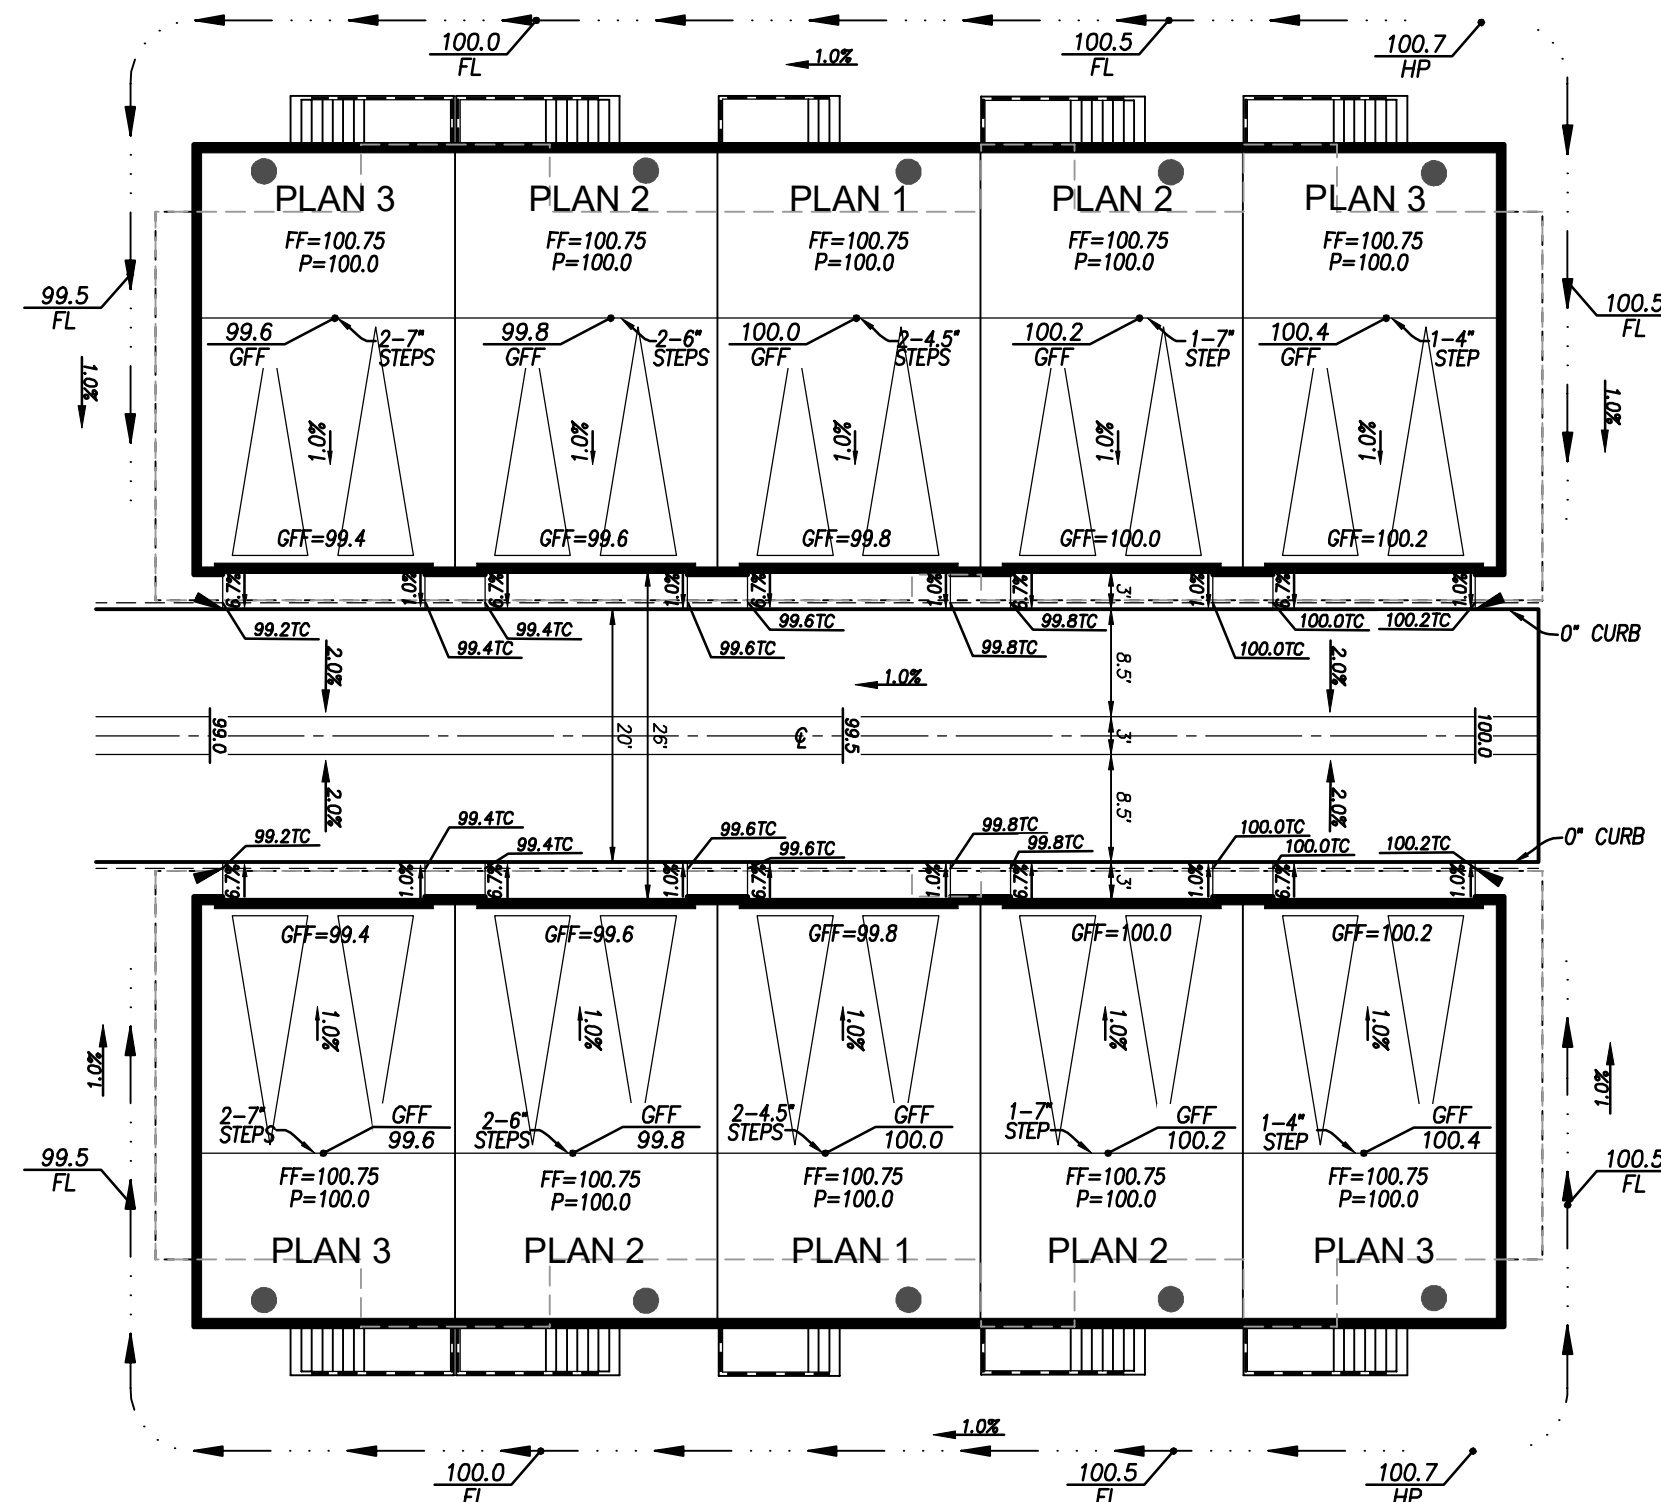 100.0
FL
1.0%
100.5
FL
100.7
HP
PLAN 3
PLAN 2
PLAN 1
PLAN 2
PLAN 3
FF=100.75
P=100.0
FF=100.75
P=100.0
FF=100.75
P=100.0
FF=100.75
P=100.0
FF=100.75
P=100.0
99.5
FL
100.5
FL
99.6
GFF
2-7"
STEPS
99.8
GFF
2-6"
STEPS
100.0
GFF
2-4.5"
STEPS
100.2
GFF
1-7"
STEP
100.4
GFF
1-4"
STEP
1.0%
1.0%
1.0%
1.0%
1.0%
1.0%
1.0%
GFF=99.4
GFF=99.6
GFF=99.8
GFF=100.0
GFF=100.2
6.7%
1.0%
6.7%
1.0%
6.7%
1.0%
6.7%
3'
1.0%
6.7%
1.0%
99.2TC
99.4TC
99.4TC
99.6TC
99.6TC
99.8TC
99.8TC
100.0TC
100.0TC
100.2TC
0" CURB
2.0%
1.0%
8.5'
2.0%
99.0
20'
26'
℄
99.5
3'
100.0
2.0%
8.5'
2.0%
99.2TC
99.4TC
99.4TC
99.6TC
99.6TC
99.8TC
99.8TC
100.0TC
100.0TC
100.2TC
0" CURB
6.7%
1.0%
6.7%
1.0%
6.7%
1.0%
6.7%
3'
1.0%
6.7%
1.0%
GFF=99.4
GFF=99.6
GFF=99.8
GFF=100.0
GFF=100.2
1.0%
1.0%
1.0%
1.0%
1.0%
1.0%
1.0%
2-7"
STEPS
GFF
99.6
2-6"
STEPS
GFF
99.8
2-4.5"
STEPS
GFF
100.0
1-7"
STEP
GFF
100.2
1-4"
STEP
GFF
100.4
99.5
FL
100.5
FL
FF=100.75
P=100.0
FF=100.75
P=100.0
FF=100.75
P=100.0
FF=100.75
P=100.0
FF=100.75
P=100.0
PLAN 3
PLAN 2
PLAN 1
PLAN 2
PLAN 3
1.0%
100.0
FL
100.5
FL
100.7
HP